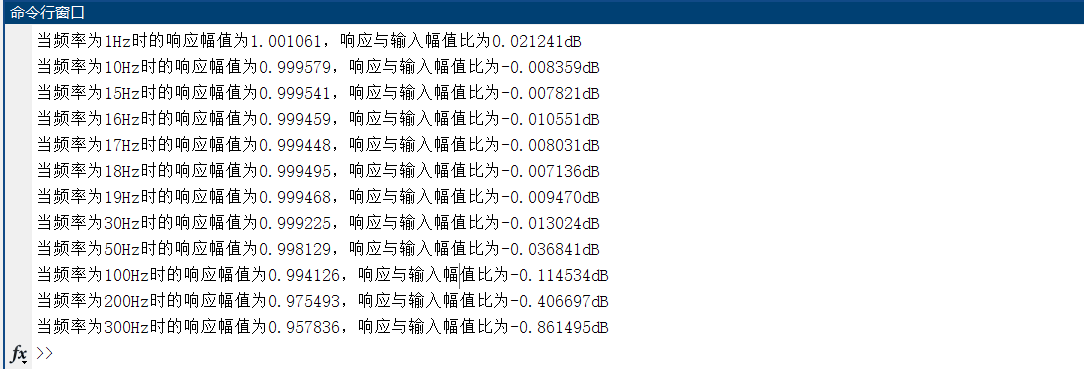 命令行窗口
当频率为1Hz时的响应幅值为1.001061，响应与输入幅值比为0.021241dB
当频率为10Hz时的响应幅值为0.999579，响应与输入幅值比为-0.008359dB
当频率为15Hz时的响应幅值为0.999541，响应与输入幅值比为-0.007821dB
当频率为16Hz时的响应幅值为0.999459，响应与输入幅值比为-0.010551dB
当频率为17Hz时的响应幅值为0.999448，响应与输入幅值比为-0.008031dB
当频率为18Hz时的响应幅值为0.999495，响应与输入幅值比为-0.007136dB
当频率为19Hz时的响应幅值为0.999468，响应与输入幅值比为-0.009470dB
当频率为30Hz时的响应幅值为0.999225，响应与输入幅值比为-0.013024dB
当频率为50Hz时的响应幅值为0.998129，响应与输入幅值比为-0.036841dB
当频率为100Hz时的响应幅值为0.994126，响应与输入幅值比为-0.114534dB
当频率为200Hz时的响应幅值为0.975493，响应与输入幅值比为-0.406697dB
当频率为300Hz时的响应幅值为0.957836，响应与输入幅值比为-0.861495dB
fx >>